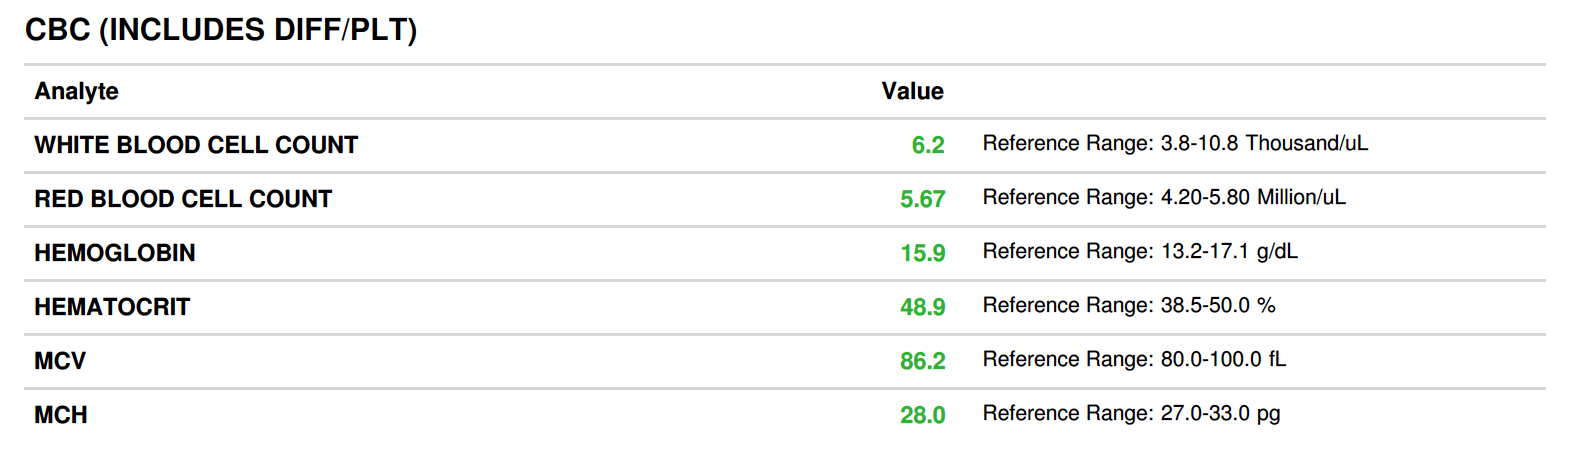 CBC (INCLUDES DIFF/PLT)
Analyte Value
WHITE BLOOD CELL COUNT 6.2 Reference Range: 3.8-10.8 Thousand/uL
RED BLOOD CELL COUNT 5.67 Reference Range: 4.20-5.80 Million/uL
HEMOGLOBIN 15.9 Reference Range: 13.2-17.1 g/dL
HEMATOCRIT 48.9 Reference Range: 38.5-50.0 %
MCV 86.2 Reference Range: 80.0-100.0 fL
MCH 28.0 Reference Range: 27.0-33.0 pg